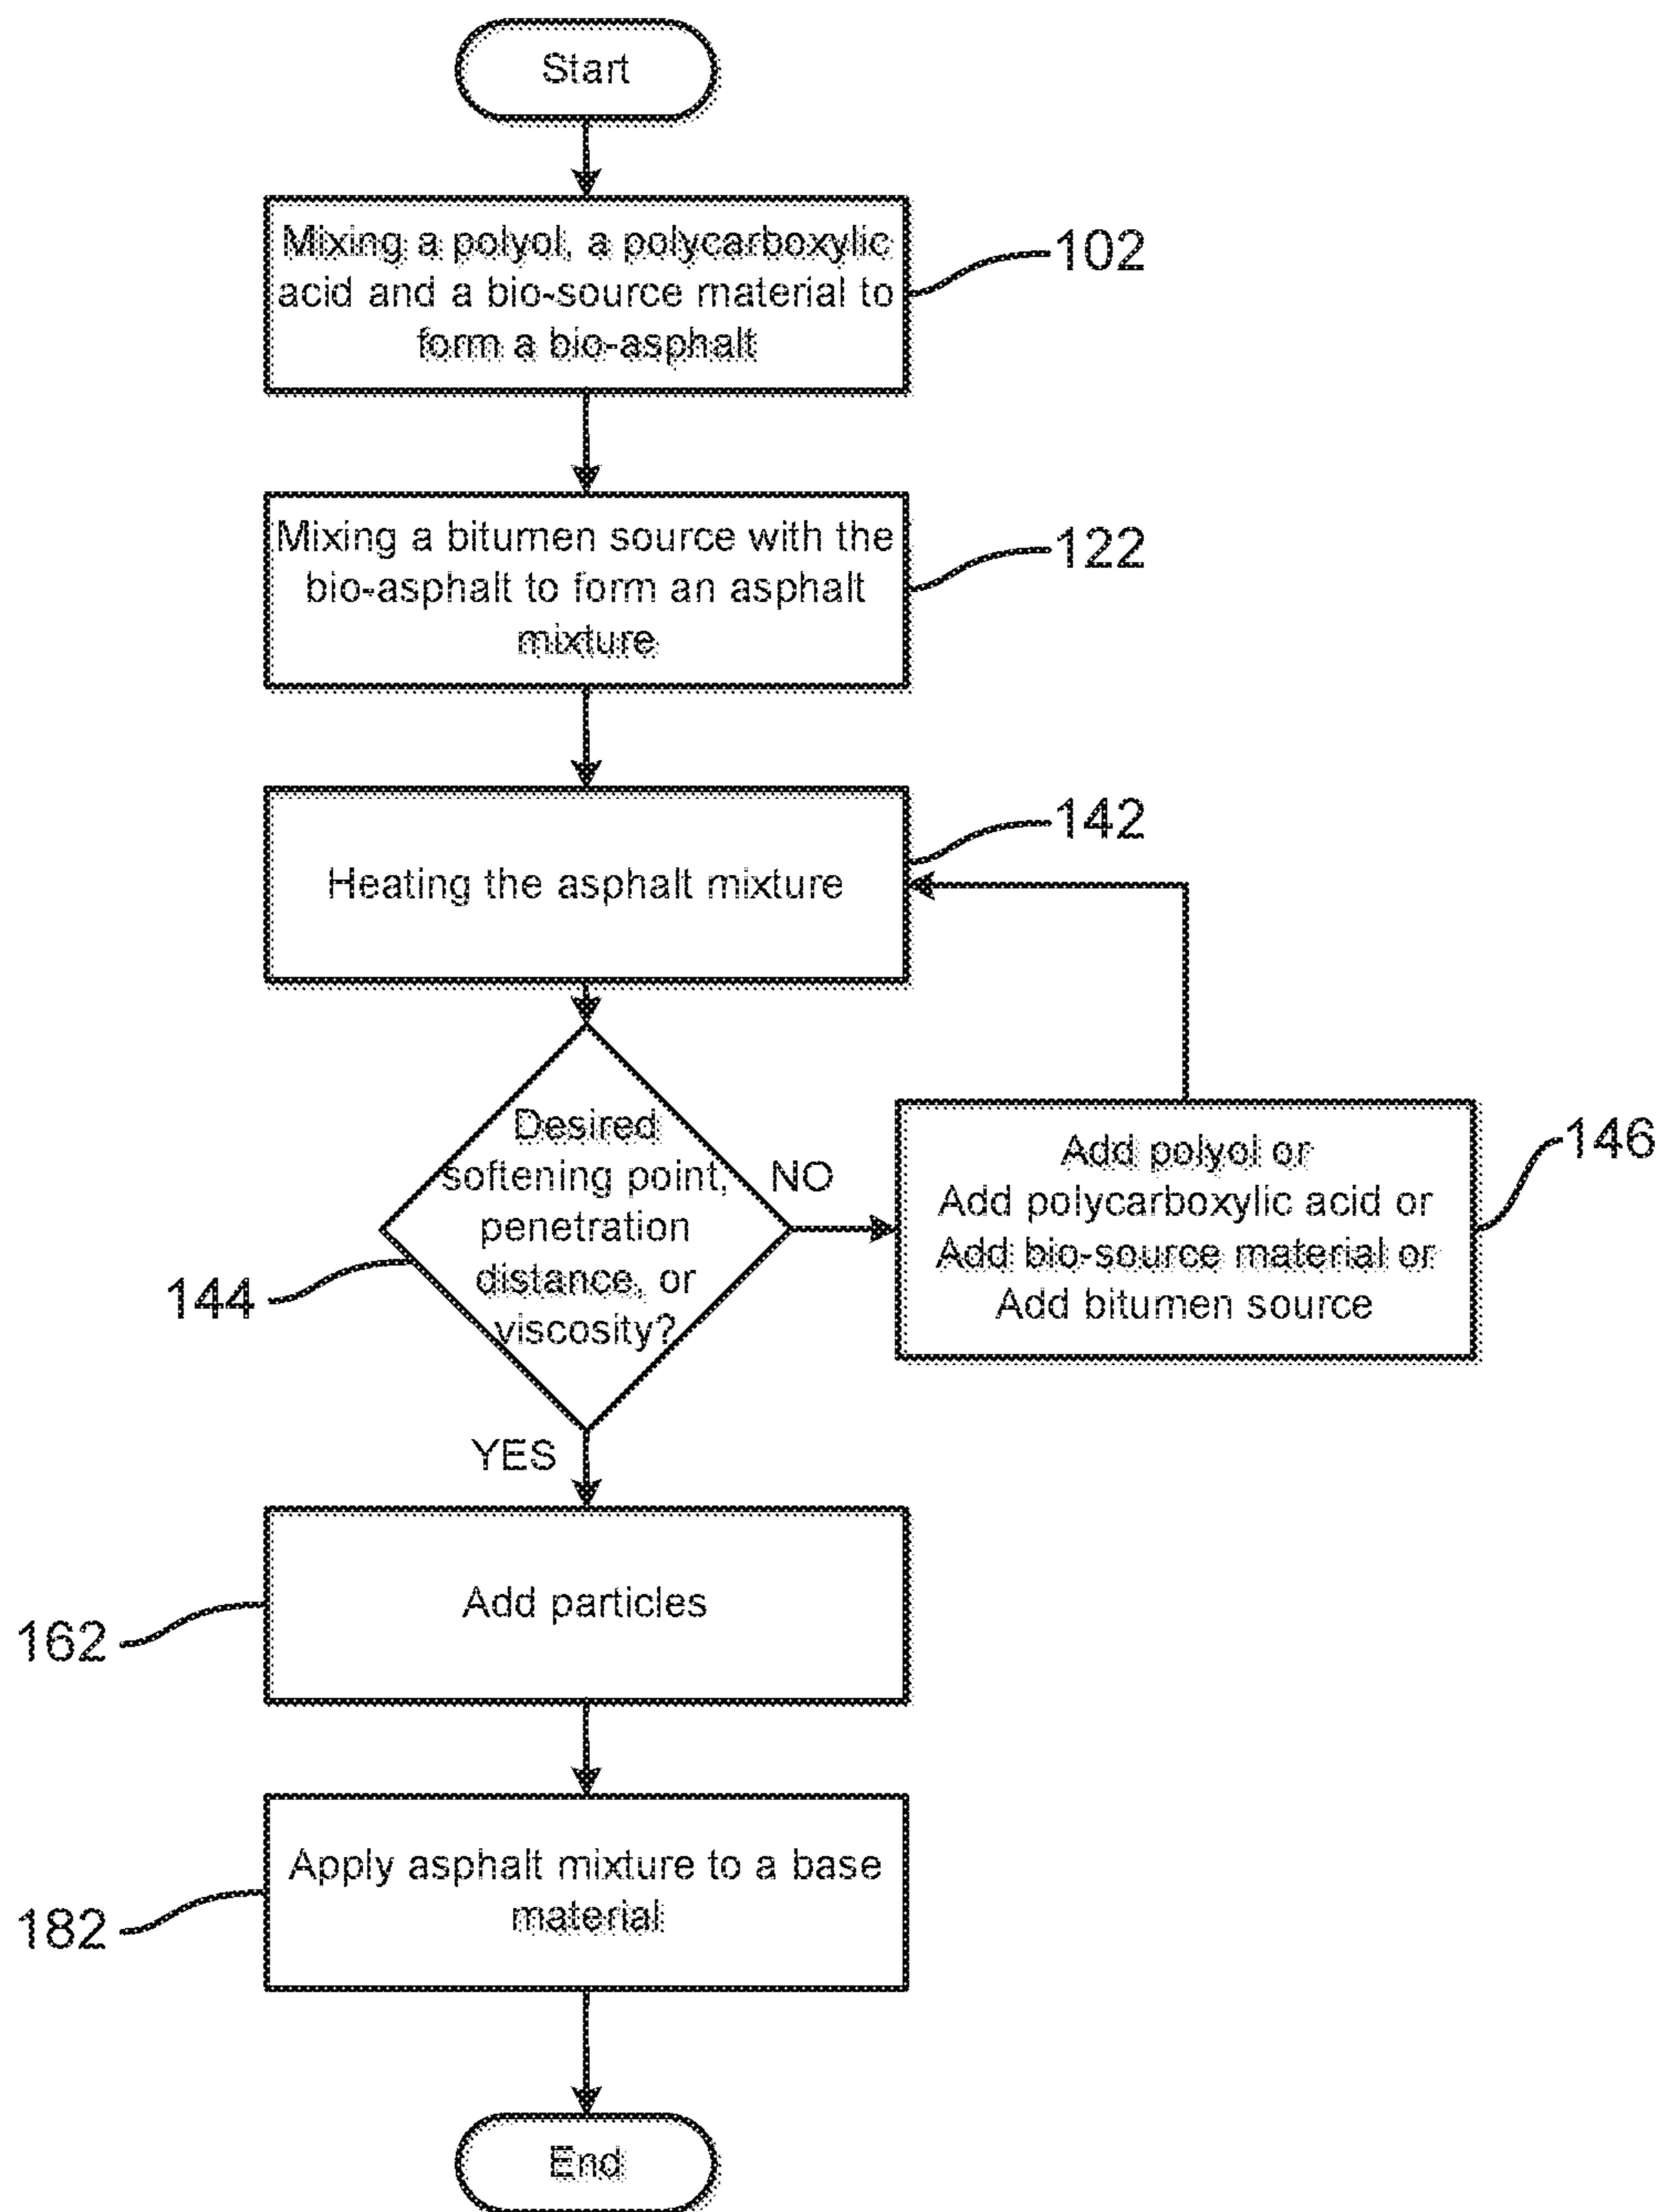 Start
Mixing a polyol, a polycarboxylic
acid and a bio-source material to
form a bio-asphalt
102
Mixing a bitumen source with the
bio-asphalt to form an asphalt
mixture
122
Heating the asphalt mixture
142
Desired
softening point,
penetration
distance, or
viscosity?
144
NO
Add polyol or
Add polycarboxylic acid or
Add bio-source material or
Add bitumen source
146
YES
Add particles
162
Apply asphalt mixture to a base
material
182
End